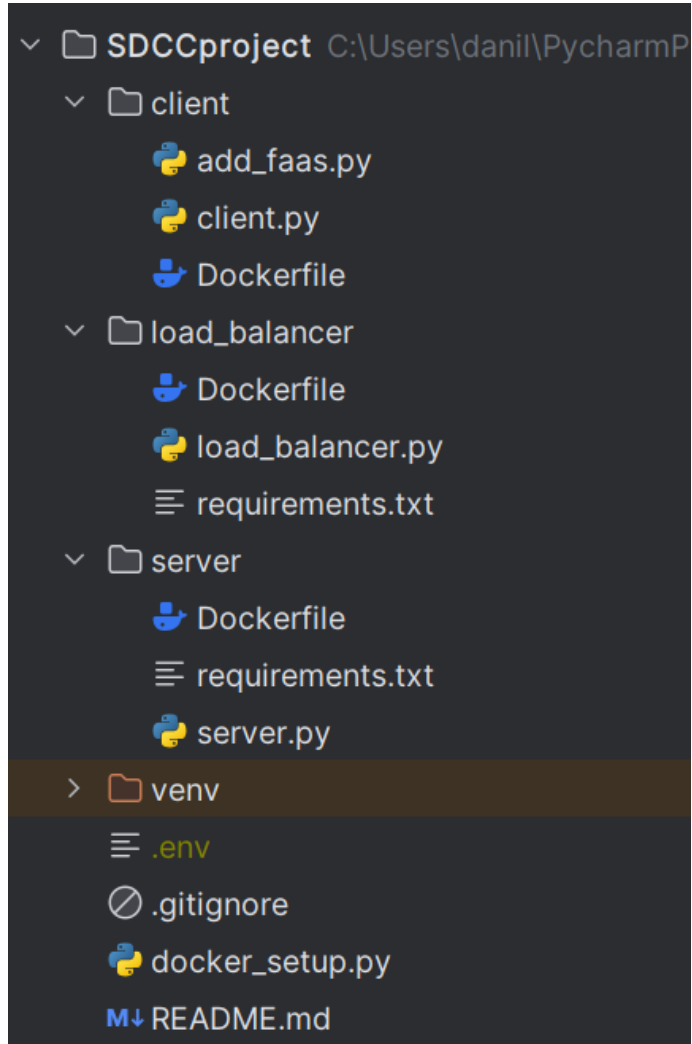 SDCCproject C:\Users\danil\PycharmP
client
add_faas.py
client.py
Dockerfile
load_balancer
Dockerfile
load_balancer.py
requirements.txt
server
Dockerfile
requirements.txt
server.py
venv
.env
.gitignore
docker_setup.py
M↓ README.md